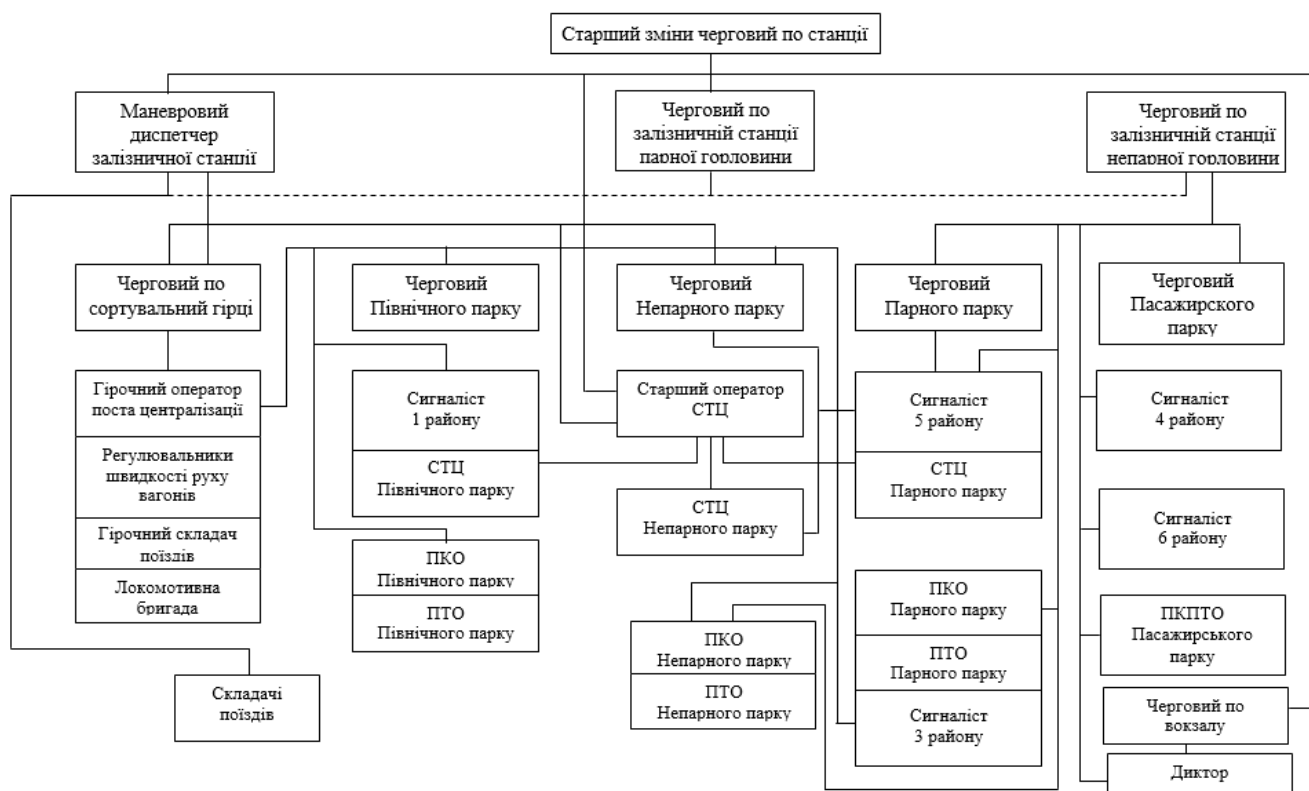 Старший зміни черговий по станції
Маневровий
диспетчер
залізничної станції
Черговий по
залізничній станції
парної горловини
Черговий по
залізничній станції
непарної горловини
Черговий по
сортувальний гірці
Черговий
Північного парку
Черговий
Непарного парку
Черговий
Парного парку
Черговий
Пасажирского
парку
Гірочний оператор
поста централізації
Регулювальники
швидкості руху
вагонів
Гірочний складач
поїздів
Локомотивна
бригада
Сигналіст
1 району
СТЦ
Північного парку
Старший оператор
СТЦ
СТЦ
Непарного парку
Сигналіст
5 району
СТЦ
Парного парку
Сигналіст
4 району
Сигналіст
6 району
ПКО
Північного парку
ПТО
Північного парку
ПКО
Непарного парку
ПТО
Непарного парку
ПКО
Парного парку
ПТО
Парного парку
Сигналіст
3 району
ПКПТО
Пасажирського
парку
Черговий по
вокзалу
Диктор
Складачі
поїздів